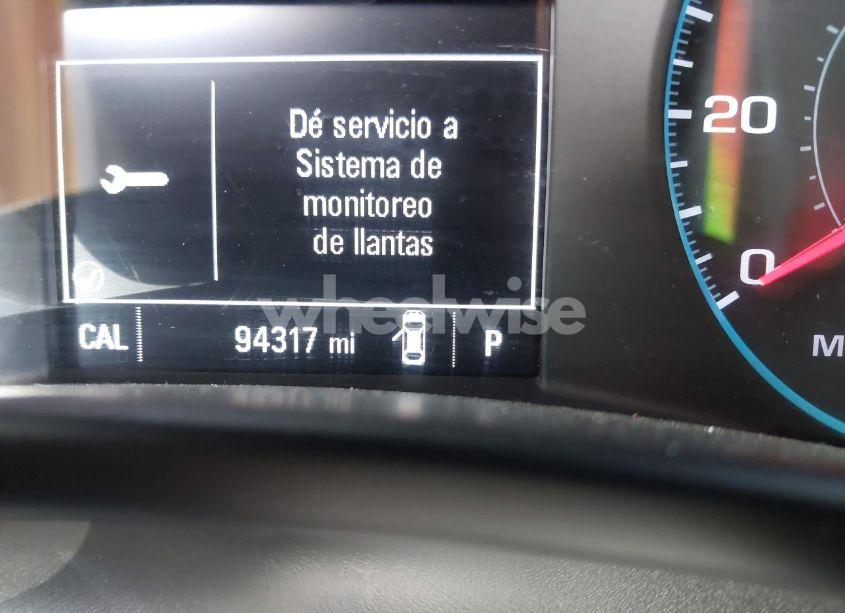 Dé servicio a
Sistema de
monitoreo
de llantas
CAL 94317 mi P
20
0
M
wheelwise